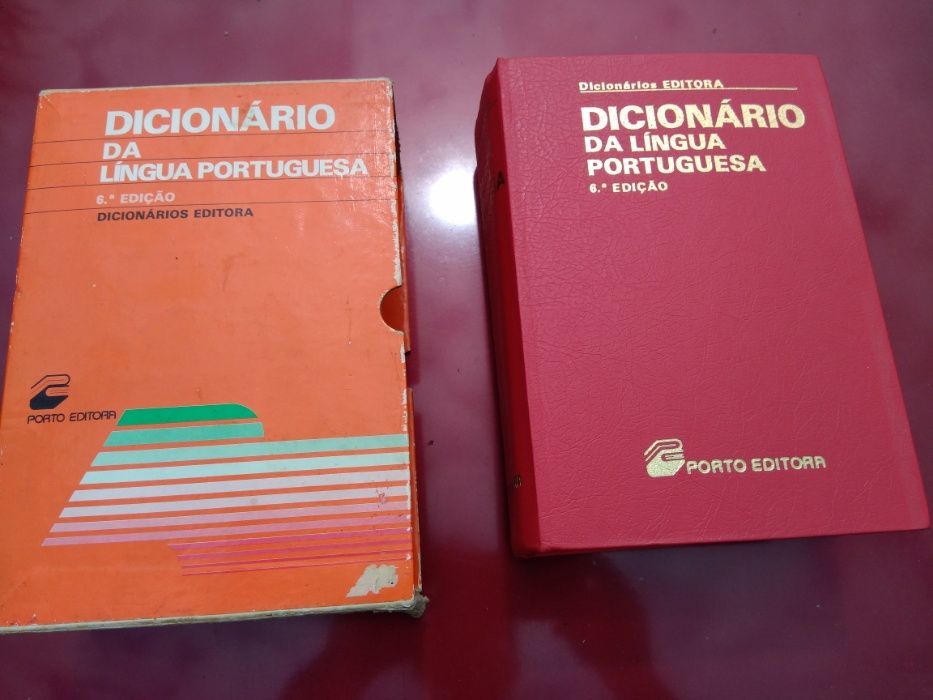 DICIONÁRIO
DA
LÍNGUA PORTUGUESA
6.ª EDIÇÃO
DICIONÁRIOS EDITORA
PORTO EDITORA
Dicionários EDITORA
DICIONÁRIO
DA LÍNGUA
PORTUGUESA
6.ª EDIÇÃO
PORTO EDITORA